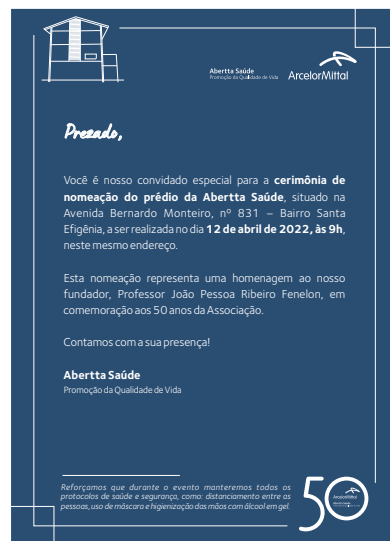 Abertta Saúde
Promoção da Qualidade de Vida
ArcelorMittal
Prezado,
Você é nosso convidado especial para a cerimônia de
nomeação do prédio da Abertta Saúde, situado na
Avenida Bernardo Monteiro, nº 831 – Bairro Santa
Efigênia, a ser realizada no dia 12 de abril de 2022, às 9h,
neste mesmo endereço.
Esta nomeação representa uma homenagem ao nosso
fundador, Professor João Pessoa Ribeiro Fenelon, em
comemoração aos 50 anos da Associação.
Contamos com a sua presença!
Abertta Saúde
Promoção da Qualidade de Vida
Reforçamos que durante o evento manteremos todos os
protocolos de saúde e segurança, como: distanciamento entre as
pessoas, uso de máscara e higienização das mãos com álcool em gel.
50
ArcelorMittal